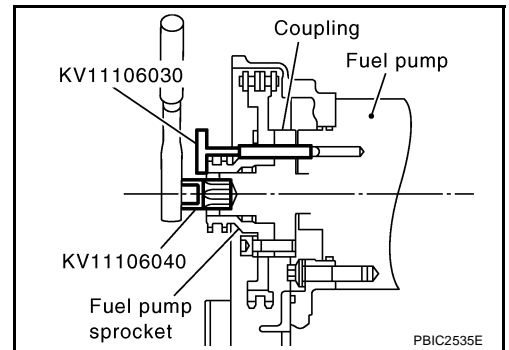 Coupling
Fuel pump
KV11106030
KV11106040
Fuel pump
sprocket
PBIC2535E